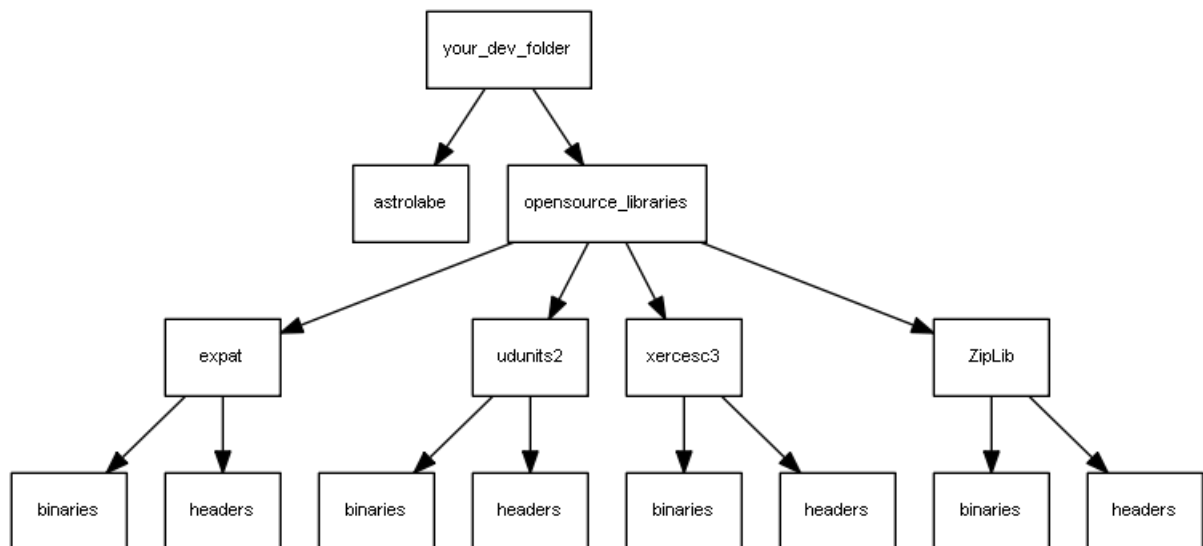 your_dev_folder
astrolabe
opensource_libraries
expat
udunits2
xercesc3
ZipLib
binaries
headers
binaries
headers
binaries
headers
binaries
headers